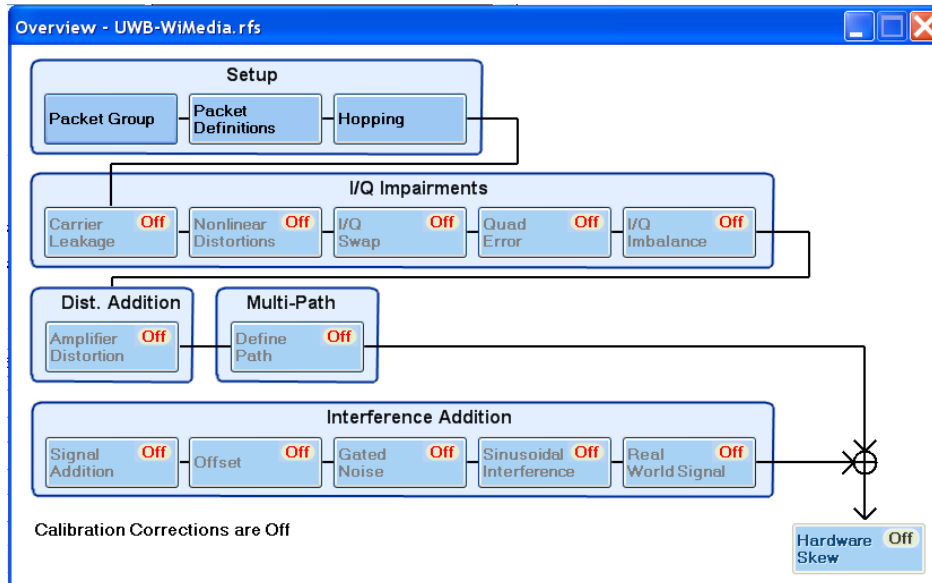 Overview - UWB-WiMedia.rfs
Setup
Packet Group
Packet
Definitions
Hopping
I/Q Impairments
Carrier
Leakage
Off
Nonlinear
Distortions
Off
I/Q
Swap
Off
Quad
Error
Off
I/Q
Imbalance
Off
Dist. Addition
Amplifier
Distortion
Off
Multi-Path
Define
Path
Off
Interference Addition
Signal
Addition
Off
Offset
Off
Gated
Noise
Off
Sinusoidal
Interference
Off
Real
World Signal
Off
Calibration Corrections are Off
Hardware
Skew
Off